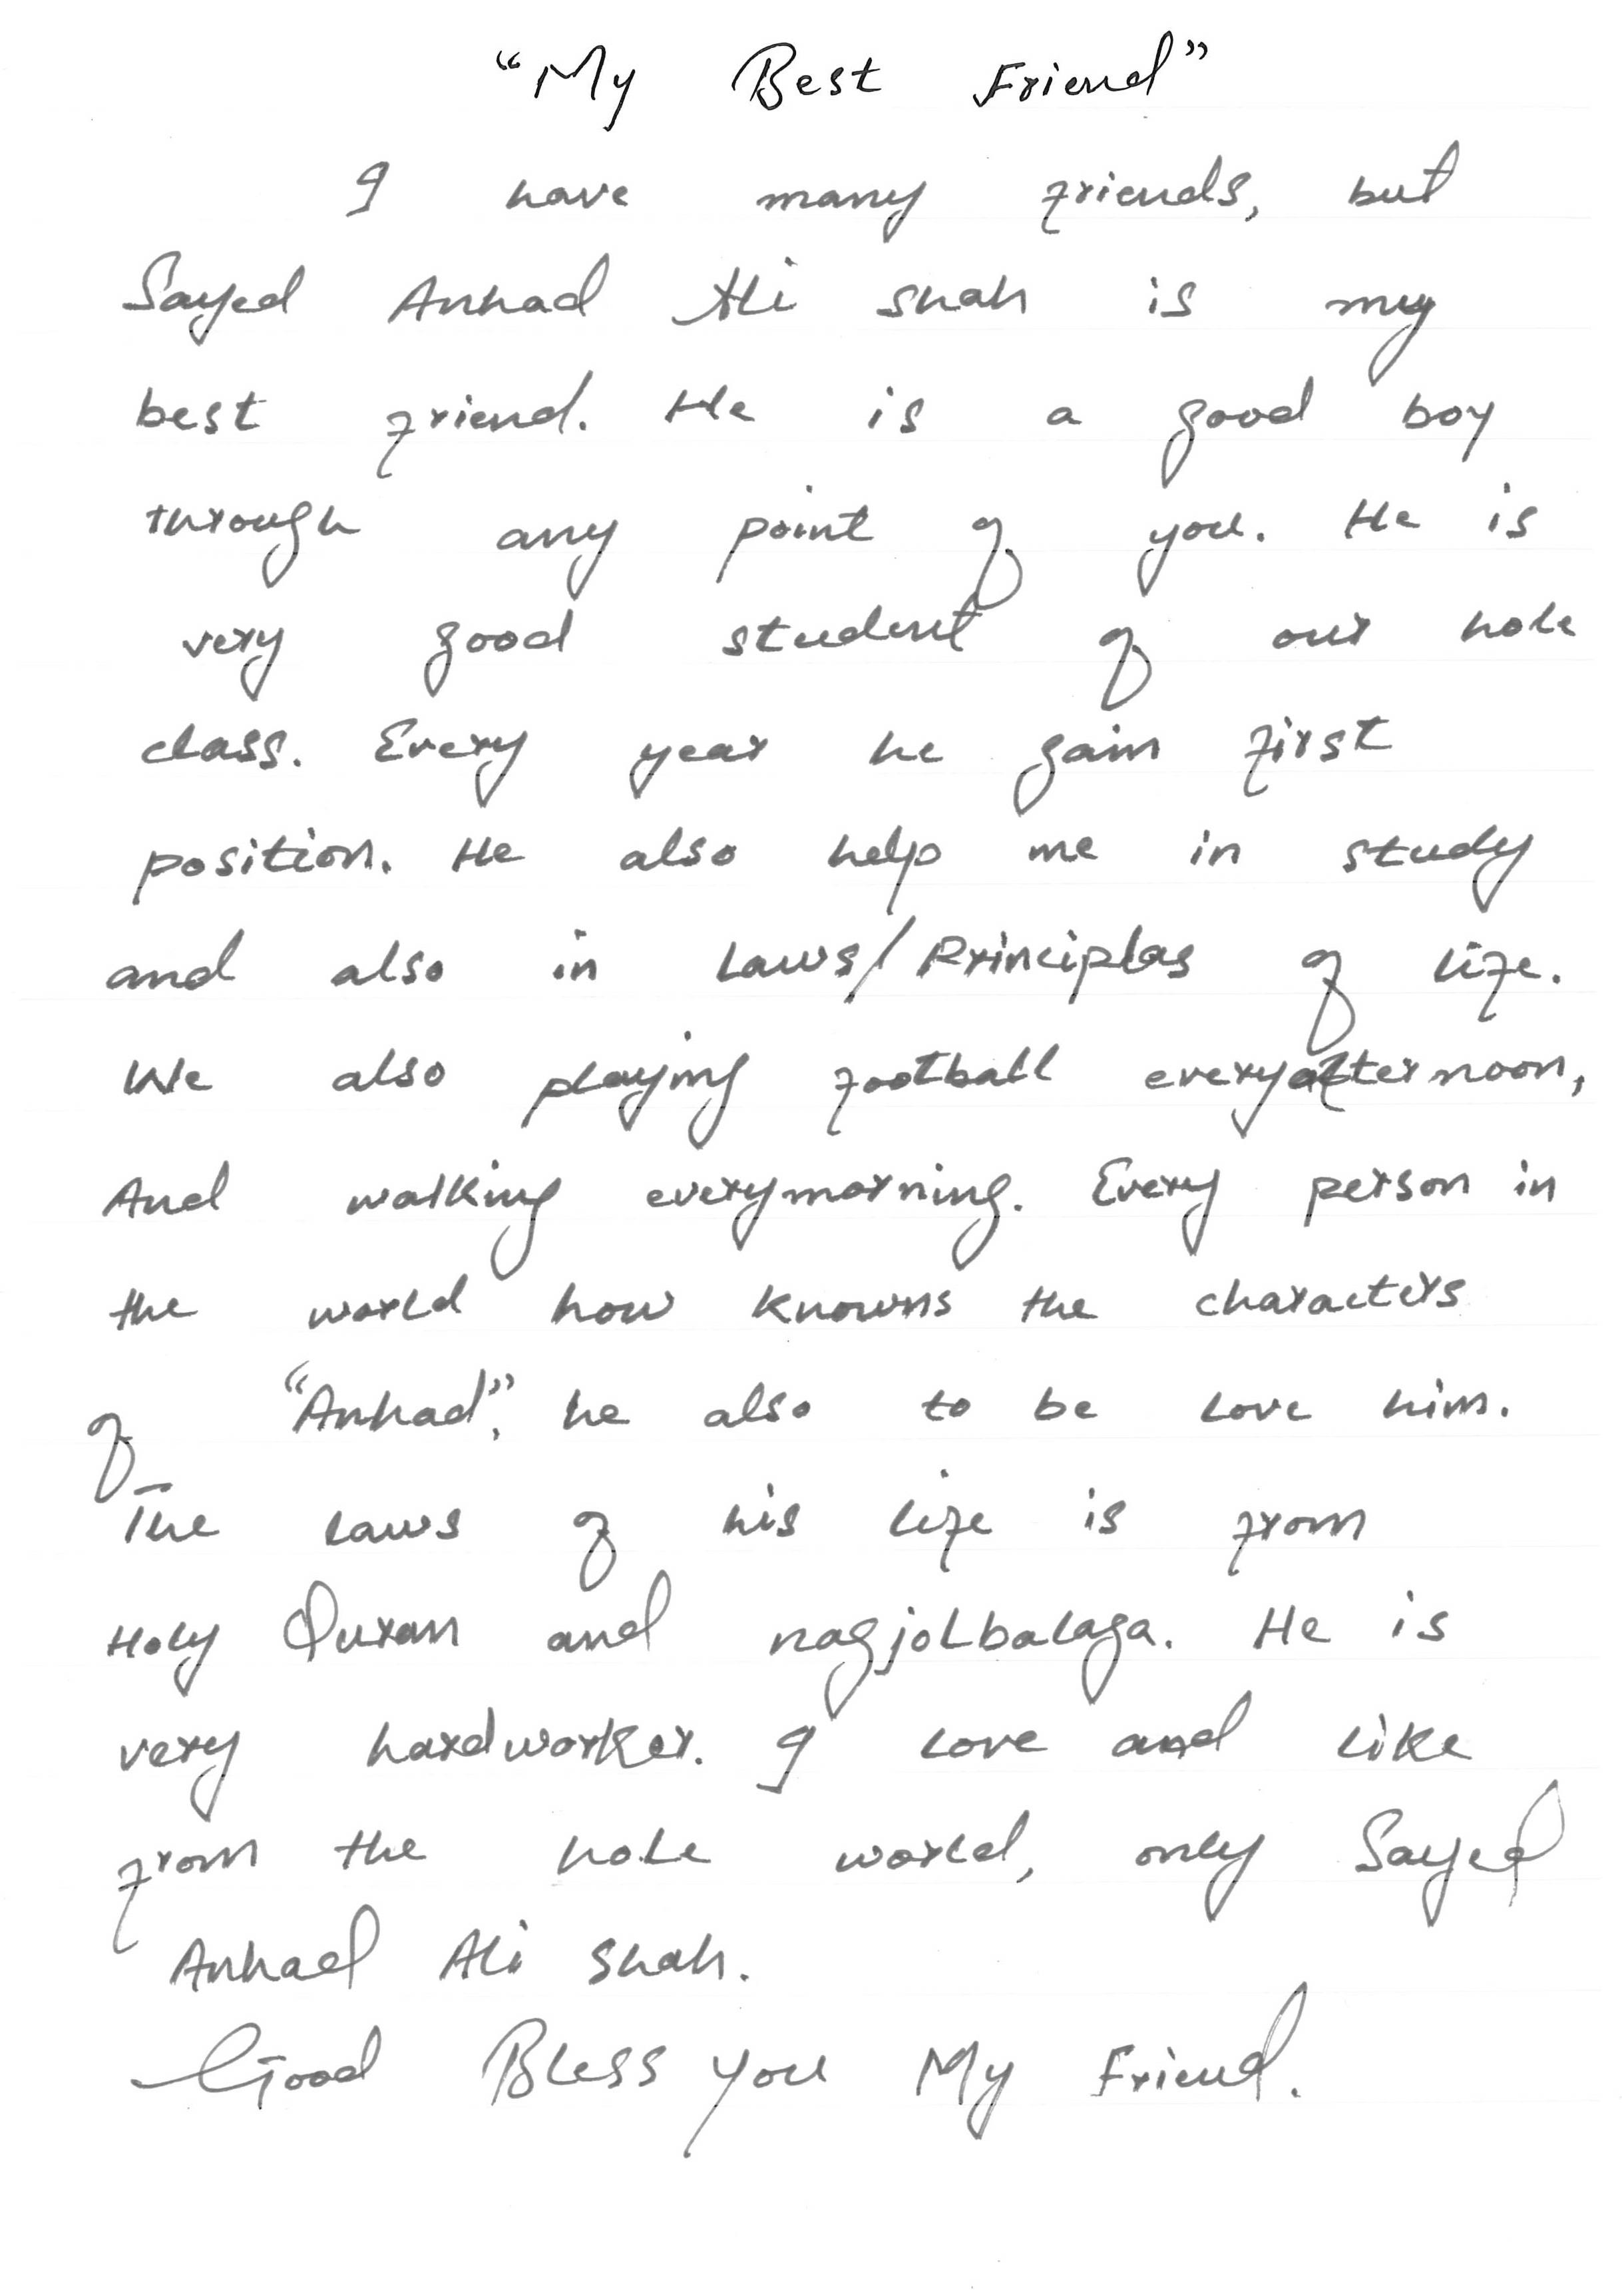 "My Best Friend"
I have many friends, but
Sayed Anhad Ali shah is my
best friend. He is a good boy
through any point of you. He is
very good student of our hole
class. Every year he gain first
position. He also help me in study
and also in Laws/Principlas of life.
We also playing football everyafternoon,
And walking everymorning. Every person in
the world how knowns the characters
of "Anhad", he also to be Love him.
The Laws of his life is from
Holy Quran and nagjolbalaga. He is
very hardworker. I Love and Like
from the hole world, only Sayed
Anhad Ali Shah.
Good Bless you My Friend.